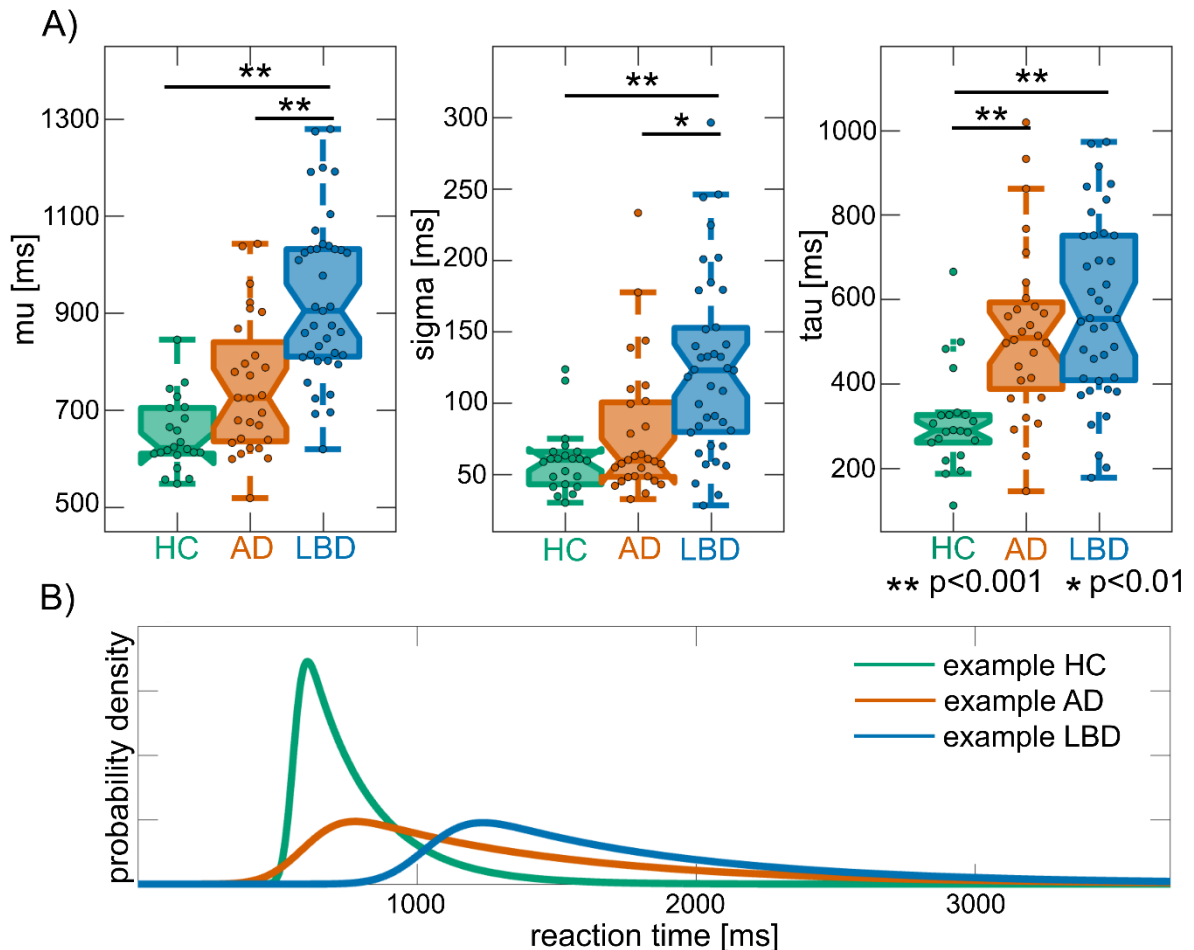 A)
mu [ms]
1300
1100
900
700
500
**
**
HC AD LBD
sigma [ms]
300
250
200
150
100
50
**
*
HC AD LBD
tau [ms]
1000
800
600
400
200
**
**
HC AD LBD
** p<0.001 * p<0.01
B)
probability density
example HC
example AD
example LBD
1000 2000 3000
reaction time [ms]